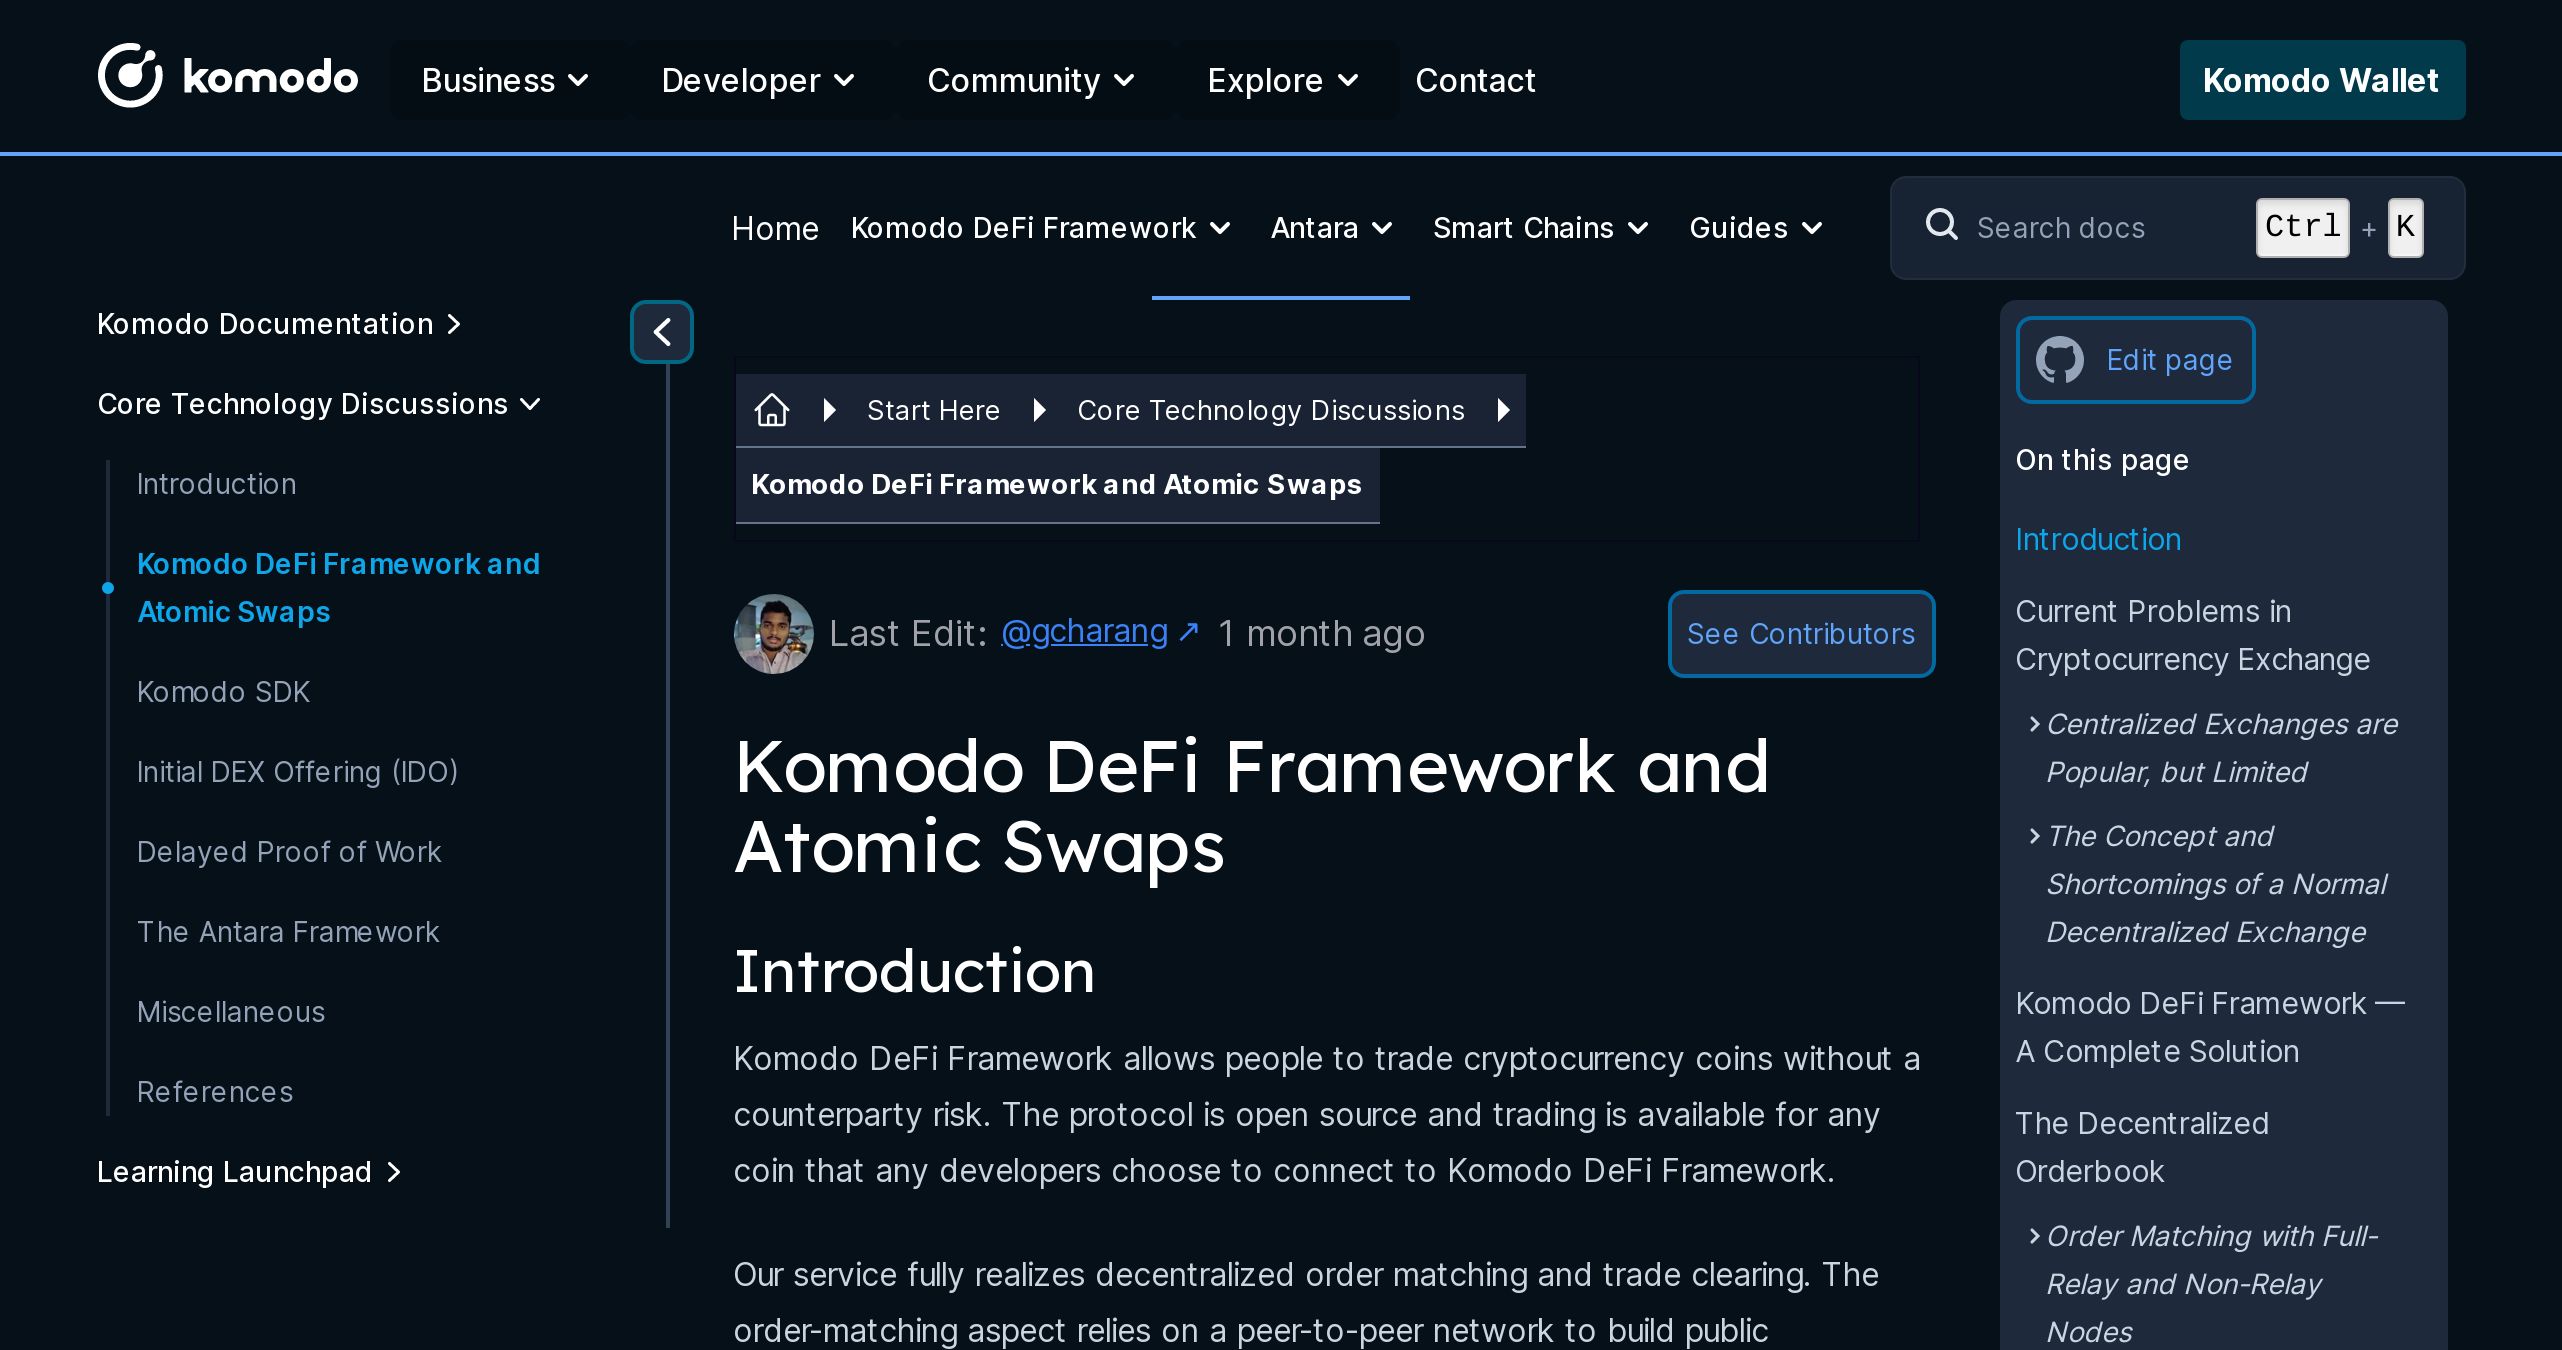 komodo
Business
Developer
Community
Explore
Contact
Komodo Wallet
Home
Komodo DeFi Framework
Antara
Smart Chains
Guides
Search docs
Ctrl + K
Komodo Documentation
Core Technology Discussions
Introduction
Komodo DeFi Framework and
Atomic Swaps
Komodo SDK
Initial DEX Offering (IDO)
Delayed Proof of Work
The Antara Framework
Miscellaneous
References
Learning Launchpad
Start Here
Core Technology Discussions
Komodo DeFi Framework and Atomic Swaps
Last Edit: @gcharang ↗ 1 month ago
See Contributors
Komodo DeFi Framework and
Atomic Swaps
Introduction
Komodo DeFi Framework allows people to trade cryptocurrency coins without a
counterparty risk. The protocol is open source and trading is available for any
coin that any developers choose to connect to Komodo DeFi Framework.
Our service fully realizes decentralized order matching and trade clearing. The
order-matching aspect relies on a peer-to-peer network to build public
Edit page
On this page
Introduction
Current Problems in
Cryptocurrency Exchange
Centralized Exchanges are
Popular, but Limited
The Concept and
Shortcomings of a Normal
Decentralized Exchange
Komodo DeFi Framework —
A Complete Solution
The Decentralized
Orderbook
Order Matching with Full-
Relay and Non-Relay
Nodes